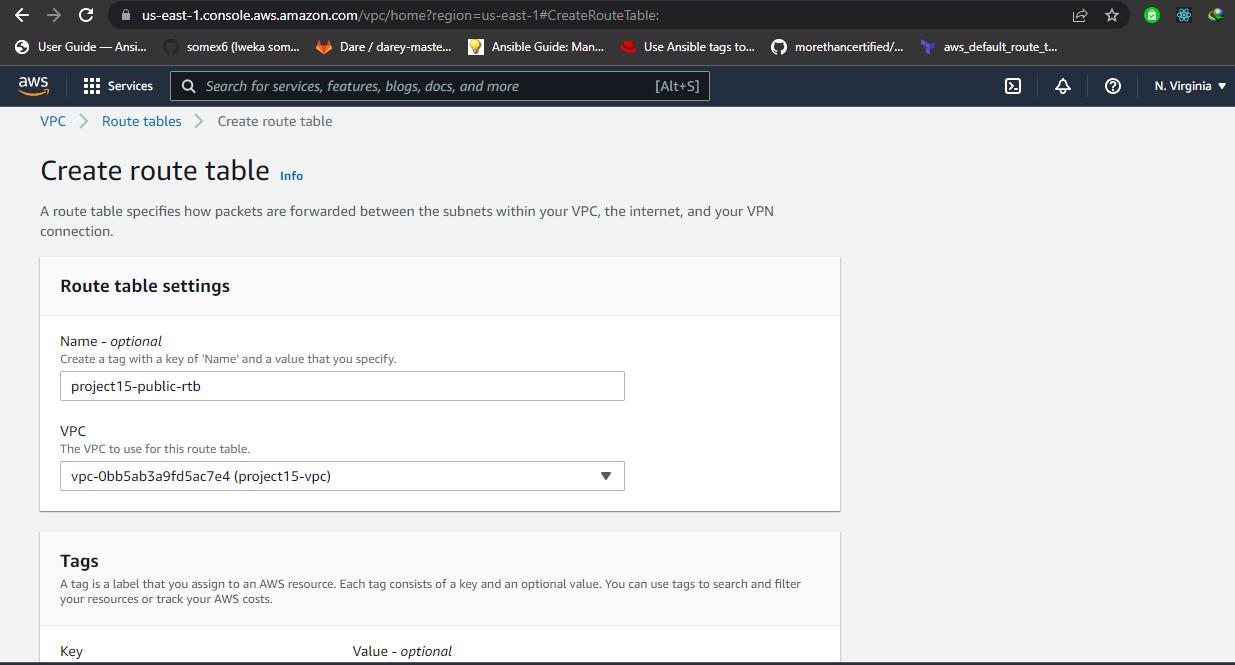 us-east-1.console.aws.amazon.com/vpc/home?region=us-east-1#CreateRouteTable:
User Guide — Ansi... somex6 (lweka som... Dare / darey-maste... Ansible Guide: Man... Use Ansible tags to... morethancertified/... aws_default_route_t...
aws Services Search for services, features, blogs, docs, and more [Alt+S] N. Virginia
VPC Route tables Create route table
Create route table Info
A route table specifies how packets are forwarded between the subnets within your VPC, the internet, and your VPN
connection.
Route table settings
Name - optional
Create a tag with a key of 'Name' and a value that you specify.
project15-public-rtb
VPC
The VPC to use for this route table.
vpc-0bb5ab3a9fd5ac7e4 (project15-vpc)
Tags
A tag is a label that you assign to an AWS resource. Each tag consists of a key and an optional value. You can use tags to search and filter
your resources or track your AWS costs.
Key Value - optional